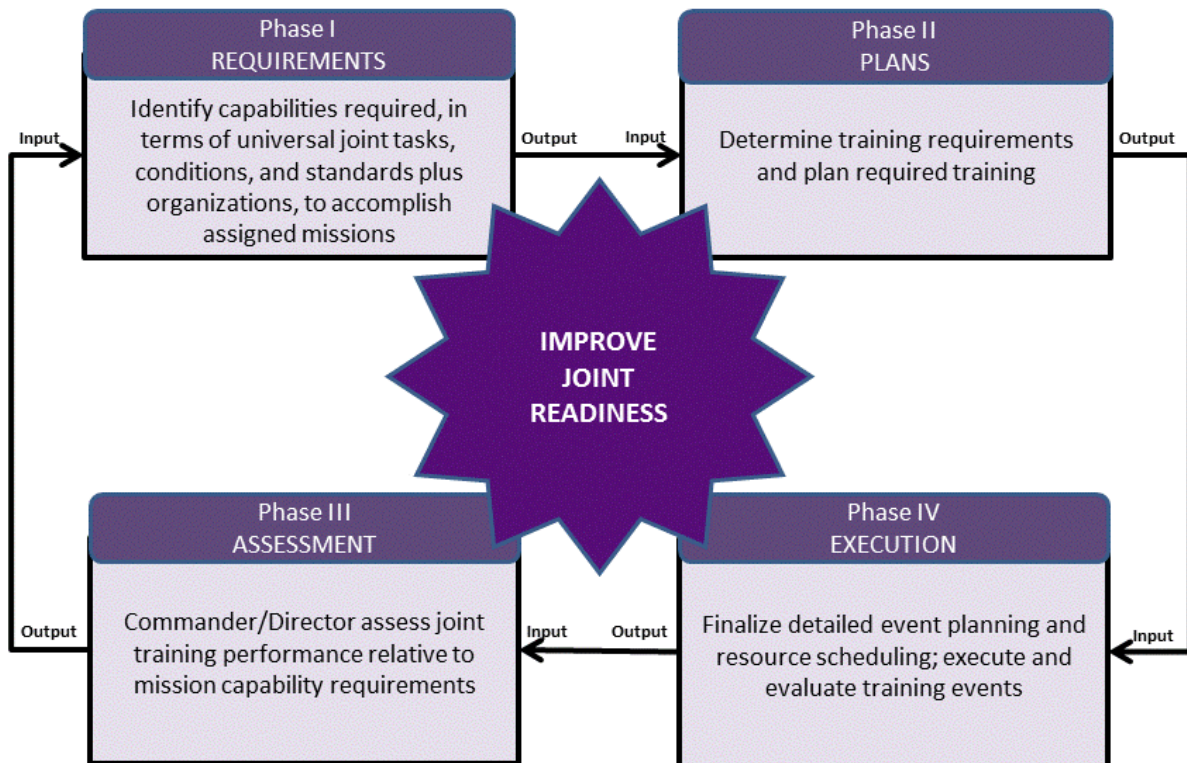 Phase I
REQUIREMENTS
Identify capabilities required, in
terms of universal joint tasks,
conditions, and standards plus
organizations, to accomplish
assigned missions
Input
Output
Input
Phase II
PLANS
Determine training requirements
and plan required training
Output
IMPROVE
JOINT
READINESS
Phase III
ASSESSMENT
Commander/Director assess joint
training performance relative to
mission capability requirements
Output
Input
Output
Phase IV
EXECUTION
Finalize detailed event planning and
resource scheduling; execute and
evaluate training events
Input